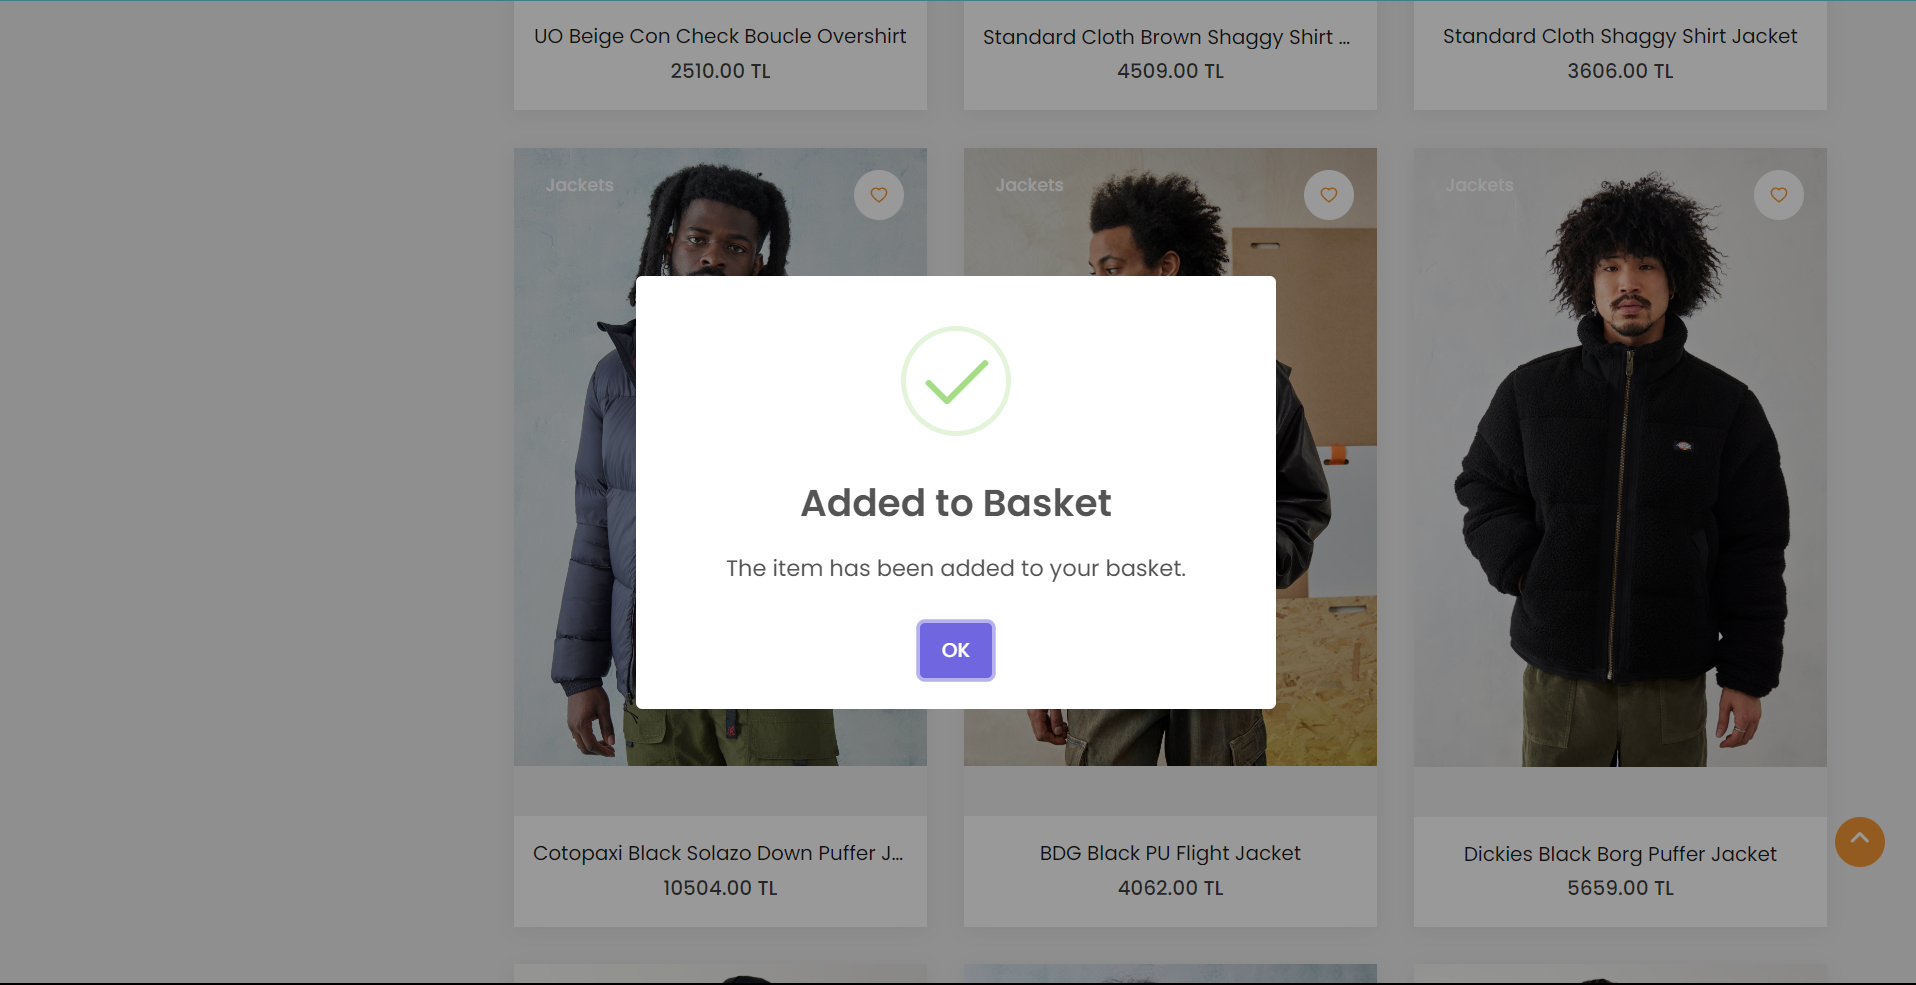 UO Beige Con Check Boucle Overshirt
2510.00 TL
Standard Cloth Brown Shaggy Shirt ...
4509.00 TL
Standard Cloth Shaggy Shirt Jacket
3606.00 TL
Jackets
Jackets
Jackets
Added to Basket
The item has been added to your basket.
OK
Cotopaxi Black Solazo Down Puffer J...
10504.00 TL
BDG Black PU Flight Jacket
4062.00 TL
Dickies Black Borg Puffer Jacket
5659.00 TL